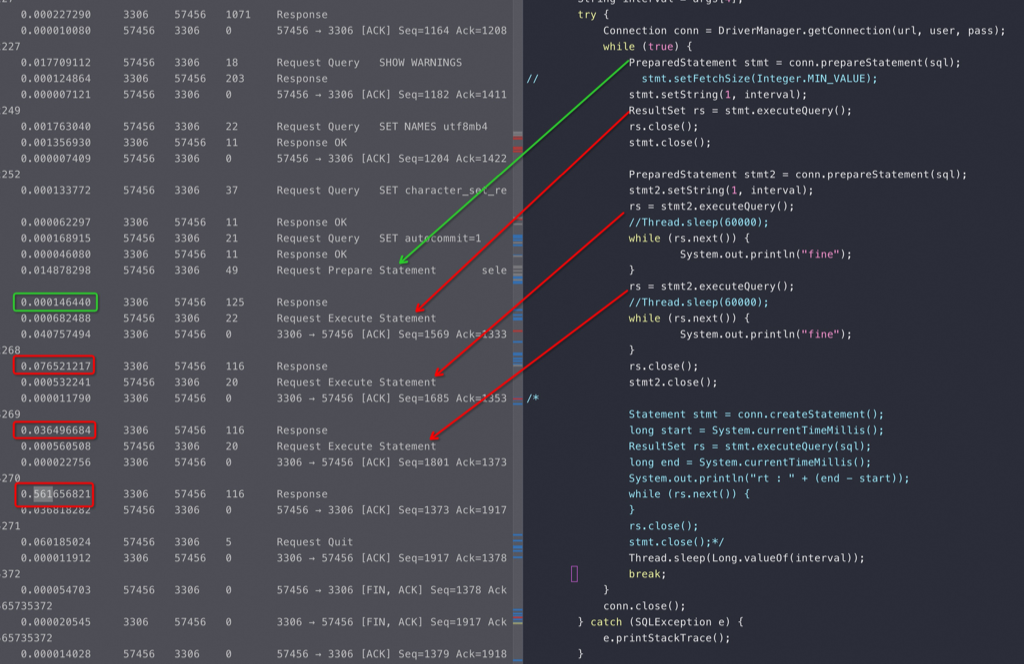 0.000227290 3306 57456 1071 Response
0.000010080 57456 3306 0 57456 → 3306 [ACK] Seq=1164 Ack=1208
227
0.017709112 57456 3306 18 Request Query SHOW WARNINGS
0.000124864 3306 57456 203 Response
0.000007121 57456 3306 0 57456 → 3306 [ACK] Seq=1182 Ack=1411
249
0.001763040 57456 3306 22 Request Query SET NAMES utf8mb4
0.001356930 3306 57456 11 Response OK
0.000007409 57456 3306 0 57456 → 3306 [ACK] Seq=1204 Ack=1422
252
0.000133772 57456 3306 37 Request Query SET character_set_re
0.000062297 3306 57456 11 Response OK
0.000168915 57456 3306 21 Request Query SET autocommit=1
0.000046080 3306 57456 11 Response OK
0.014878298 57456 3306 49 Request Prepare Statement sele
0.000146440 3306 57456 125 Response
0.000682488 57456 3306 22 Request Execute Statement
0.040757494 3306 57456 0 3306 → 57456 [ACK] Seq=1569 Ack=1333
268
0.076521217 3306 57456 116 Response
0.000532241 57456 3306 20 Request Execute Statement
0.000011790 3306 57456 0 3306 → 57456 [ACK] Seq=1685 Ack=1353
269
0.036496684 3306 57456 116 Response
0.000560508 57456 3306 20 Request Execute Statement
0.000022756 3306 57456 0 3306 → 57456 [ACK] Seq=1801 Ack=1373
270
0.561656821 3306 57456 116 Response
0.036818282 57456 3306 0 57456 → 3306 [ACK] Seq=1373 Ack=1917
271
0.060185024 57456 3306 5 Request Quit
0.000011912 3306 57456 0 3306 → 57456 [ACK] Seq=1917 Ack=1378
372
0.000054703 57456 3306 0 57456 → 3306 [FIN, ACK] Seq=1378 Ack
565735372
0.000020545 3306 57456 0 3306 → 57456 [FIN, ACK] Seq=1917 Ack
565735372
0.000014028 57456 3306 0 57456 → 3306 [ACK] Seq=1379 Ack=1918
try {
Connection conn = DriverManager.getConnection(url, user, pass);
while (true) {
PreparedStatement stmt = conn.prepareStatement(sql);
// stmt.setFetchSize(Integer.MIN_VALUE);
stmt.setString(1, interval);
ResultSet rs = stmt.executeQuery();
rs.close();
stmt.close();
PreparedStatement stmt2 = conn.prepareStatement(sql);
stmt2.setString(1, interval);
rs = stmt2.executeQuery();
//Thread.sleep(60000);
while (rs.next()) {
System.out.println("fine");
}
rs = stmt2.executeQuery();
//Thread.sleep(60000);
while (rs.next()) {
System.out.println("fine");
}
rs.close();
stmt2.close();
/*
Statement stmt = conn.createStatement();
long start = System.currentTimeMillis();
ResultSet rs = stmt.executeQuery(sql);
long end = System.currentTimeMillis();
System.out.println("rt : " + (end - start));
while (rs.next()) {
}
rs.close();
stmt.close();*/
Thread.sleep(Long.valueOf(interval));
break;
}
conn.close();
} catch (SQLException e) {
e.printStackTrace();
}